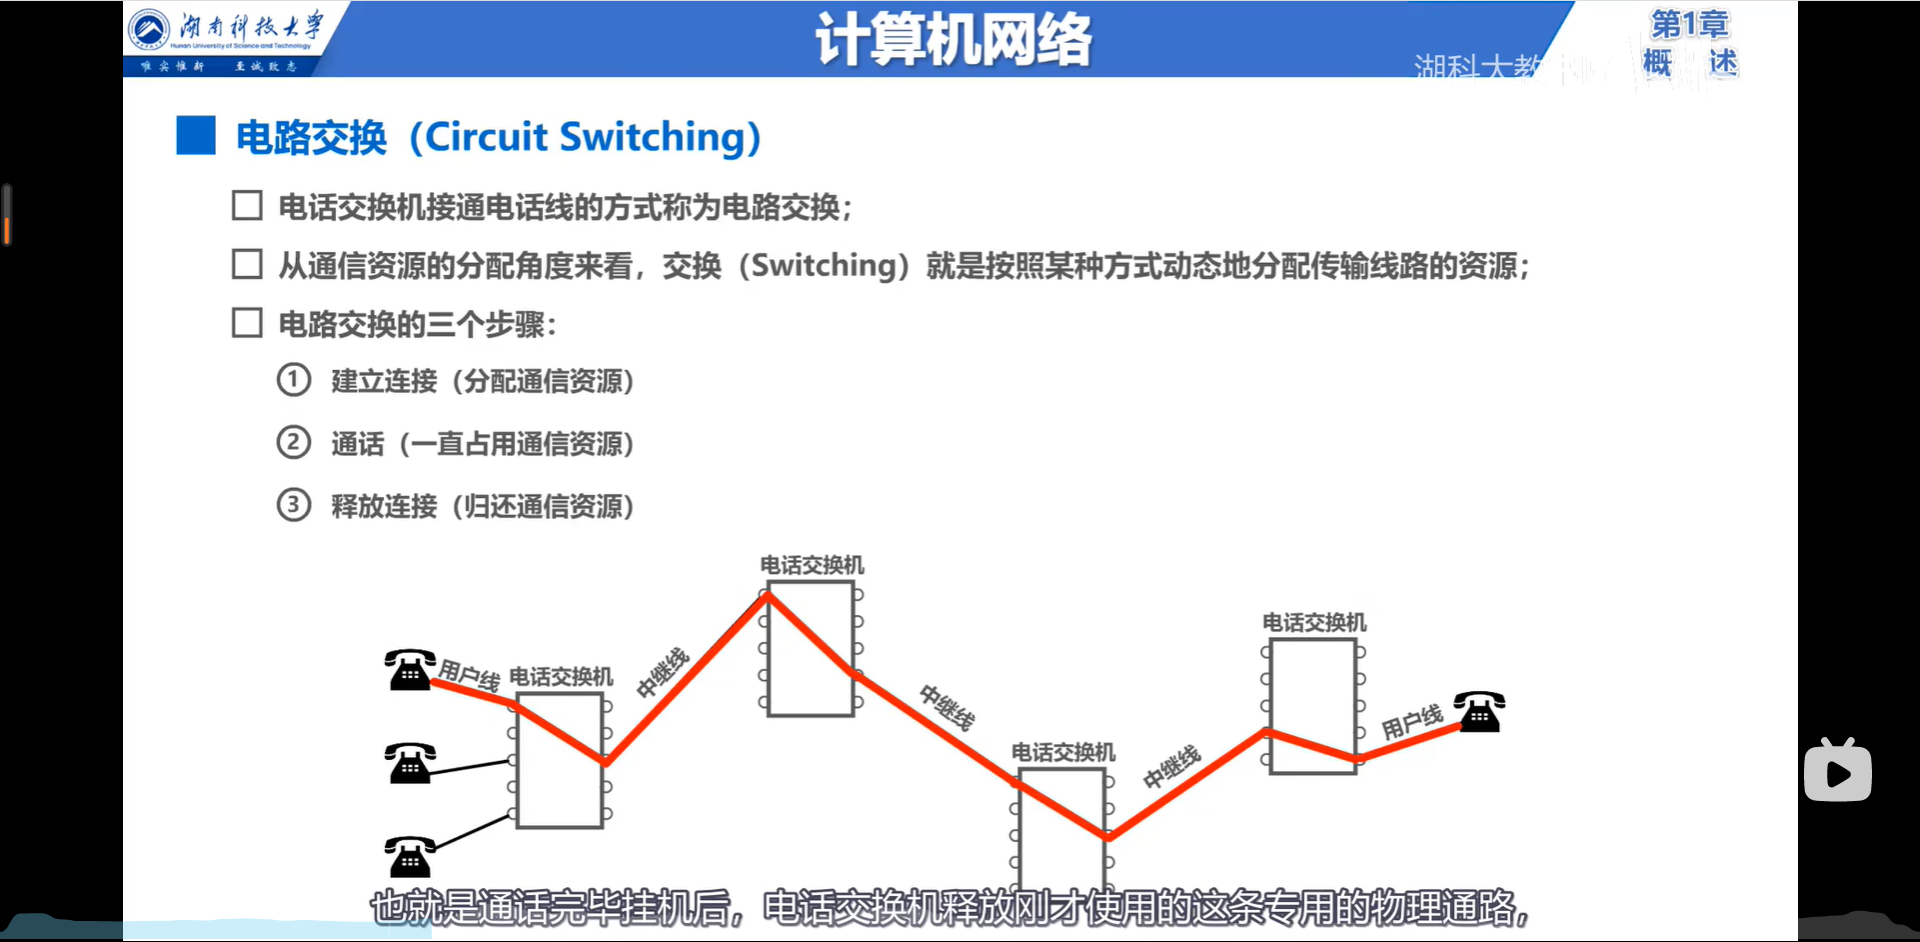 湖南科技大学
Hunan University of Science and Technology
唯实惟新 至诚致志
计算机网络
第1章
概 述
湖科大教
电路交换（Circuit Switching）
电话交换机接通电话线的方式称为电路交换；
从通信资源的分配角度来看，交换（Switching）就是按照某种方式动态地分配传输线路的资源；
电路交换的三个步骤：
① 建立连接（分配通信资源）
② 通话（一直占用通信资源）
③ 释放连接（归还通信资源）
电话交换机
电话交换机
用户线
电话交换机
中继线
中继线
用户线
电话交换机
中继线
也就是通话完毕挂机后，电话交换机释放刚才使用的这条专用的物理通路，